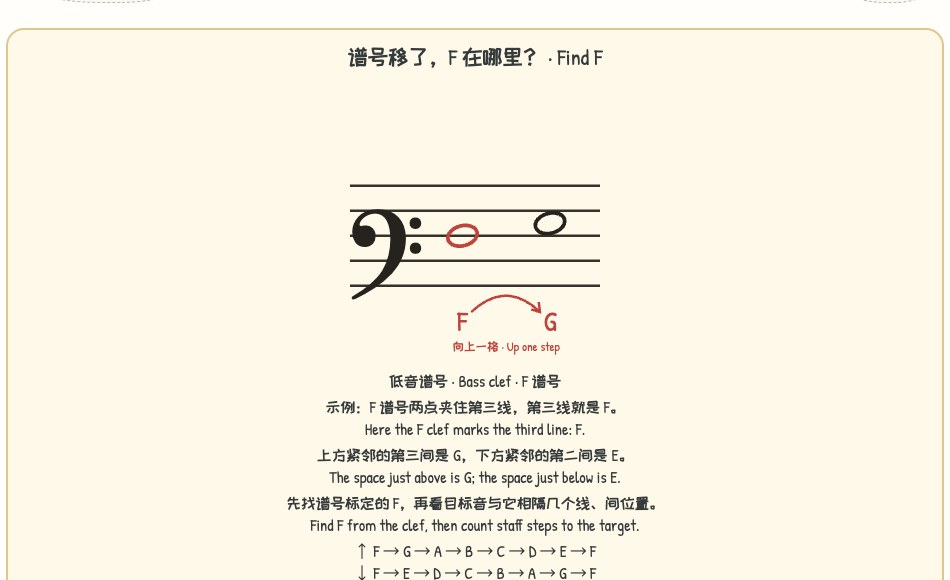 谱号移了，F 在哪里？ · Find F
F G
向上一格 · Up one step
低音谱号 · Bass clef · F 谱号
示例：F 谱号两点夹住第三线，第三线就是 F。
Here the F clef marks the third line: F.
上方紧邻的第三间是 G，下方紧邻的第二间是 E。
The space just above is G; the space just below is E.
先找谱号标定的 F，再看目标音与它相隔几个线、间位置。
Find F from the clef, then count staff steps to the target.
↑ F → G → A → B → C → D → E → F
↓ F → E → D → C → B → A → G → F